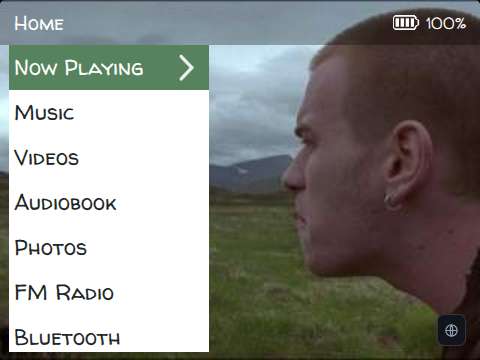 Home
100%
Now Playing
Music
Videos
Audiobook
Photos
FM Radio
Bluetooth